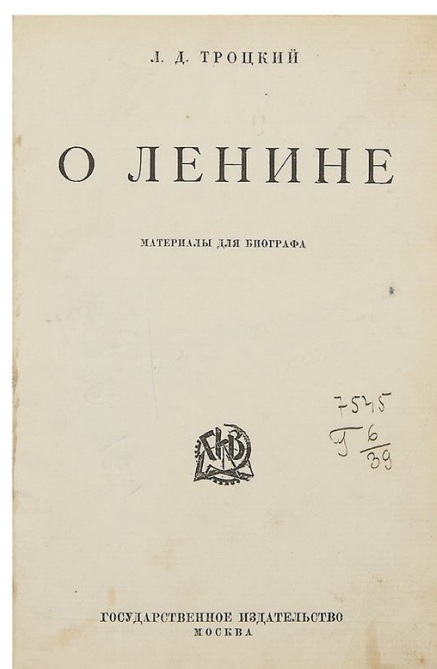 Л. Д. ТРОЦКИЙ
О ЛЕНИНЕ
МАТЕРИАЛЫ ДЛЯ БИОГРАФА
7545
6
39
ГОСУДАРСТВЕННОЕ ИЗДАТЕЛЬСТВО
МОСКВА